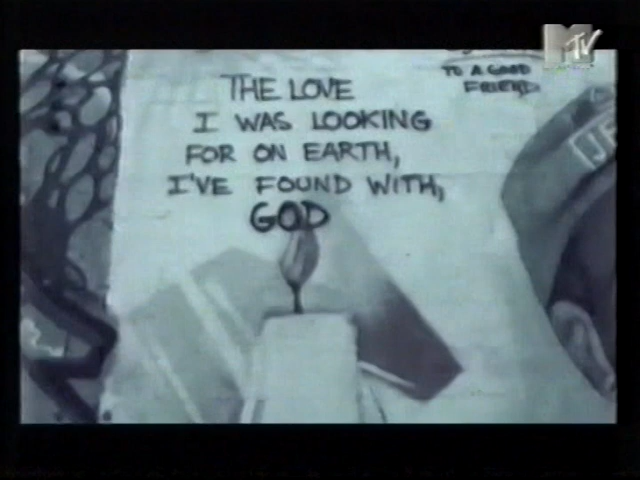 MTV
TO A GOOD
FRIEND
THE LOVE
I WAS LOOKING
FOR ON EARTH,
I'VE FOUND WITH,
GOD